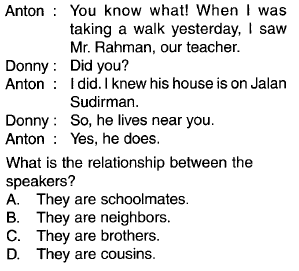 Anton : You know what! When I was
taking a walk yesterday, I saw
Mr. Rahman, our teacher.
Donny : Did you?
Anton : I did. I knew his house is on Jalan
Sudirman.
Donny : So, he lives near you.
Anton : Yes, he does.
What is the relationship between the
speakers?
A. They are schoolmates.
B. They are neighbors.
C. They are brothers.
D. They are cousins.